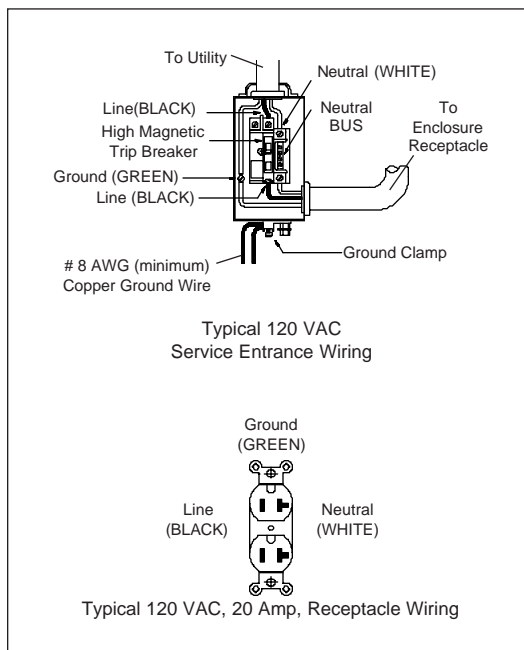 To Utility
Neutral (WHITE)
Line(BLACK)
High Magnetic
Trip Breaker
Neutral
BUS
To
Enclosure
Receptacle
Ground (GREEN)
Line (BLACK)
Ground Clamp
# 8 AWG (minimum)
Copper Ground Wire
Typical 120 VAC
Service Entrance Wiring
Ground
(GREEN)
Line
(BLACK)
Neutral
(WHITE)
Typical 120 VAC, 20 Amp, Receptacle Wiring